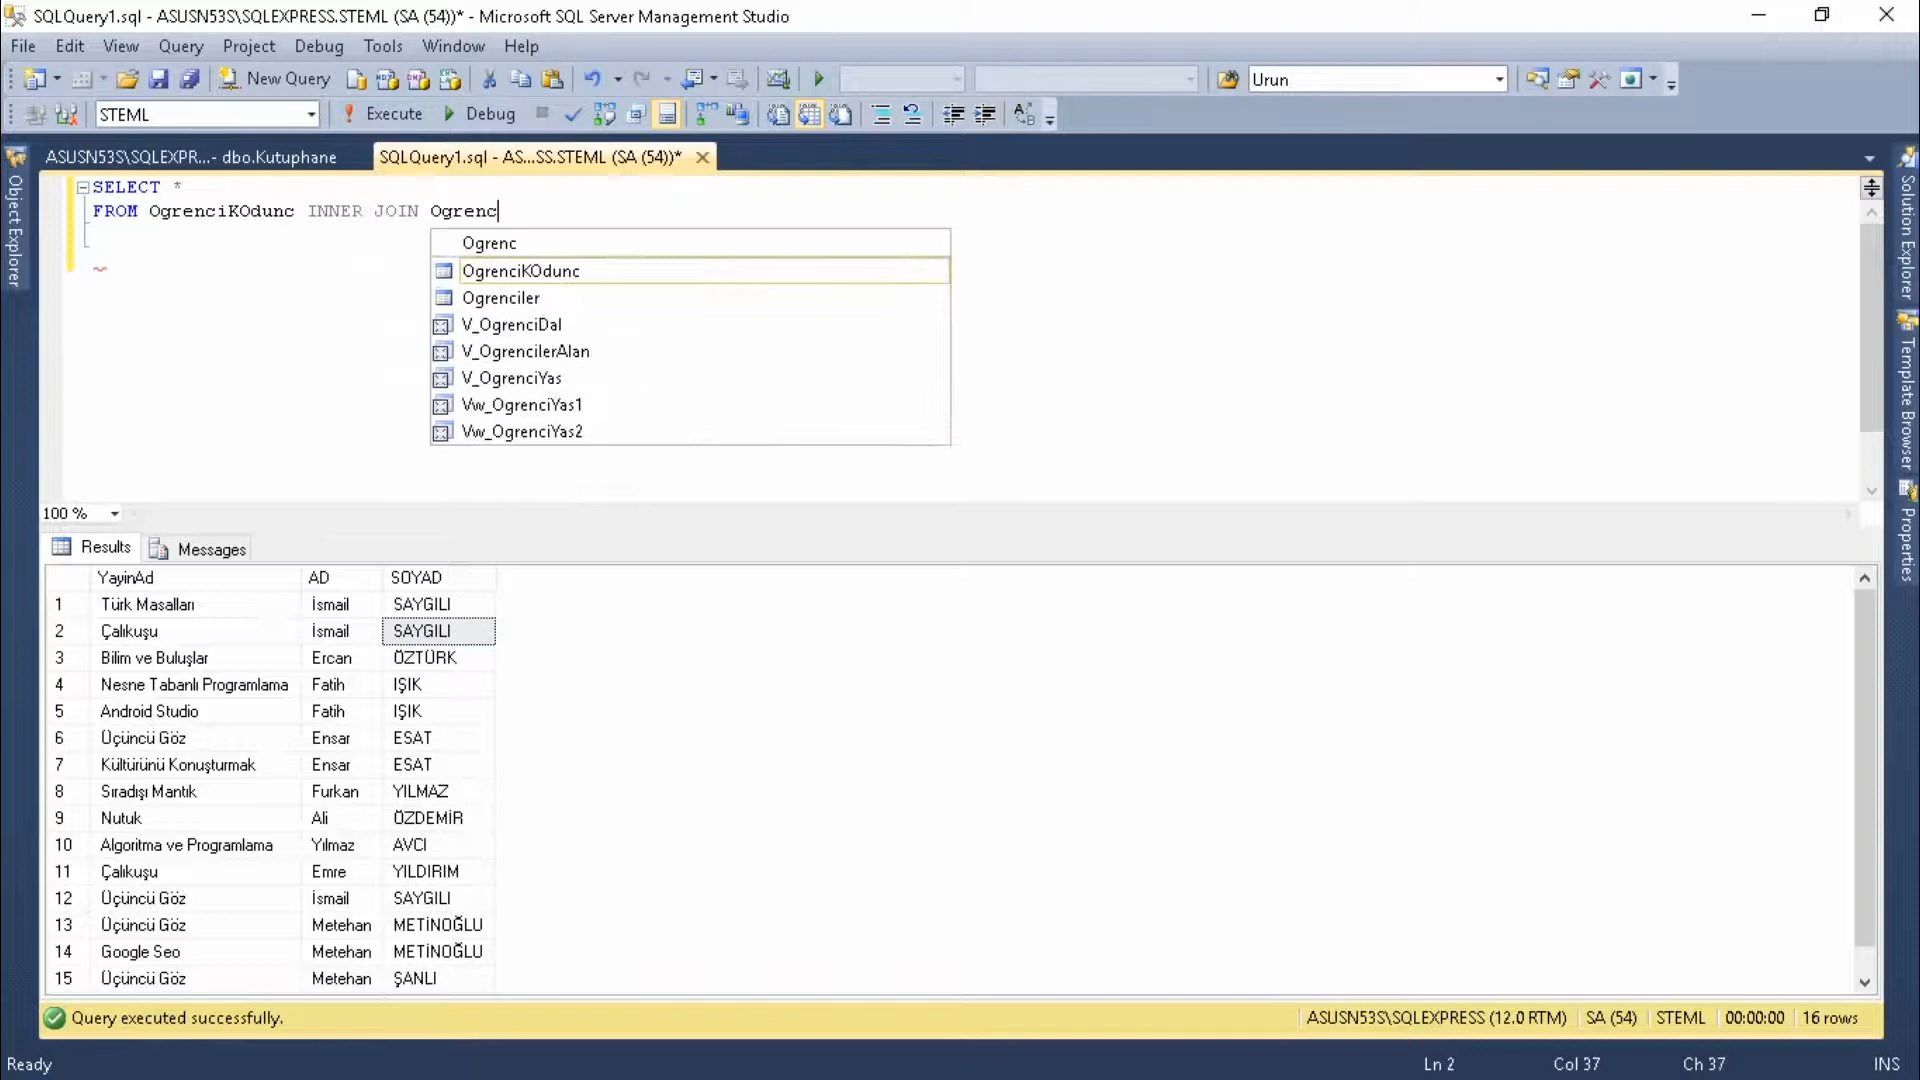 SQLQuery1.sql - ASUSN53S\SQLEXPRESS.STEML (SA (54))* - Microsoft SQL Server Management Studio
File Edit View Query Project Debug Tools Window Help
New Query Urun
STEML Execute Debug
ASUSN53S\SQLEXPR...- dbo.Kutuphane SQLQuery1.sql - AS...SS.STEML (SA (54))*
Object Explorer
Solution Explorer
Template Browser
Properties
SELECT *
FROM OgrenciKOdunc INNER JOIN Ogrenc
Ogrenc
OgrenciKOdunc
Ogrenciler
V_OgrenciDal
V_OgrencilerAlan
V_OgrenciYas
Vw_OgrenciYas1
Vw_OgrenciYas2
100 %
Results Messages
YayinAd AD SOYAD
1 Türk Masalları İsmail SAYGILI
2 Çalıkuşu İsmail SAYGILI
3 Bilim ve Buluşlar Ercan ÖZTÜRK
4 Nesne Tabanlı Programlama Fatih IŞIK
5 Android Studio Fatih IŞIK
6 Üçüncü Göz Ensar ESAT
7 Kültürünü Konuşturmak Ensar ESAT
8 Sıradışı Mantık Furkan YILMAZ
9 Nutuk Ali ÖZDEMİR
10 Algoritma ve Programlama Yılmaz AVCI
11 Çalıkuşu Emre YILDIRIM
12 Üçüncü Göz İsmail SAYGILI
13 Üçüncü Göz Metehan METİNOĞLU
14 Google Seo Metehan METİNOĞLU
15 Üçüncü Göz Metehan ŞANLI
Query executed successfully. ASUSN53S\SQLEXPRESS (12.0 RTM) SA (54) STEML 00:00:00 16 rows
Ready Ln 2 Col 37 Ch 37 INS